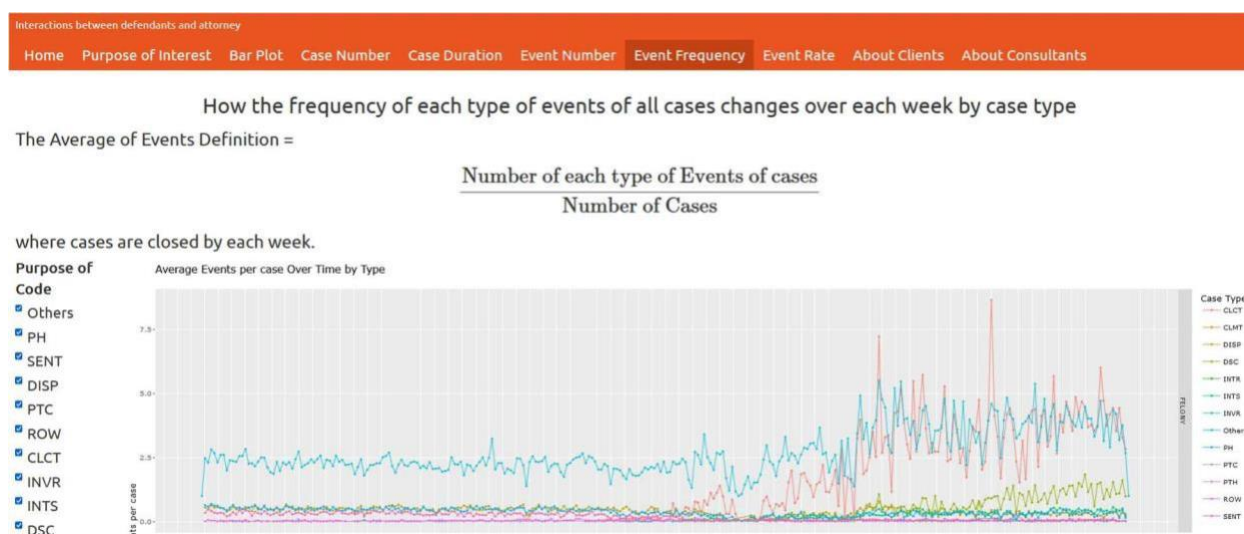 Interactions between defendants and attorney
Home Purpose of Interest Bar Plot Case Number Case Duration Event Number Event Frequency Event Rate About Clients About Consultants
How the frequency of each type of events of all cases changes over each week by case type
The Average of Events Definition =
Number of each type of Events of cases
Number of Cases
where cases are closed by each week.
Purpose of
Code
Others
PH
SENT
DISP
PTC
ROW
CLCT
INVR
INTS
DSC
Average Events per case Over Time by Type
7.5
5.0
2.5
0.0
nts per case
FELONY
Case Type
CLCT
CLMT
DISP
DSC
INTR
INTS
INVR
Other
PH
PTC
PTH
ROW
SENT